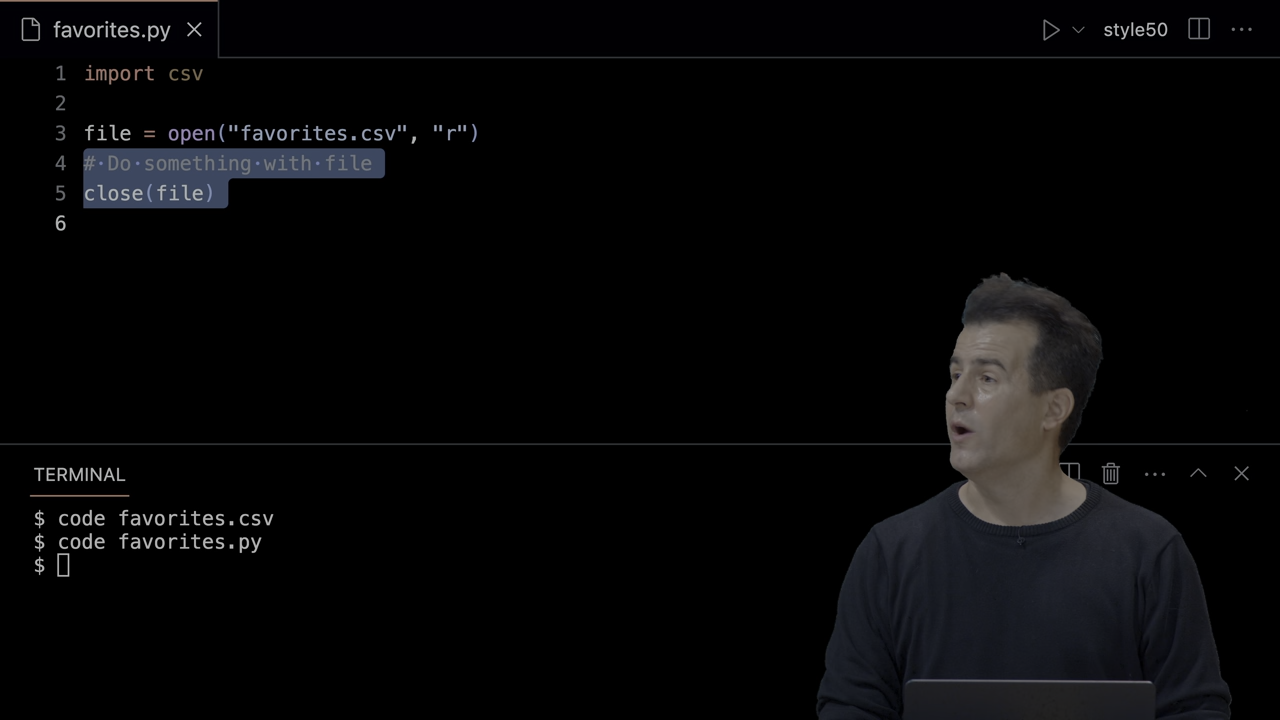 favorites.py
style50
1 import csv
2
3 file = open("favorites.csv", "r")
4 # Do something with file
5 close(file)
6
TERMINAL
$ code favorites.csv
$ code favorites.py
$